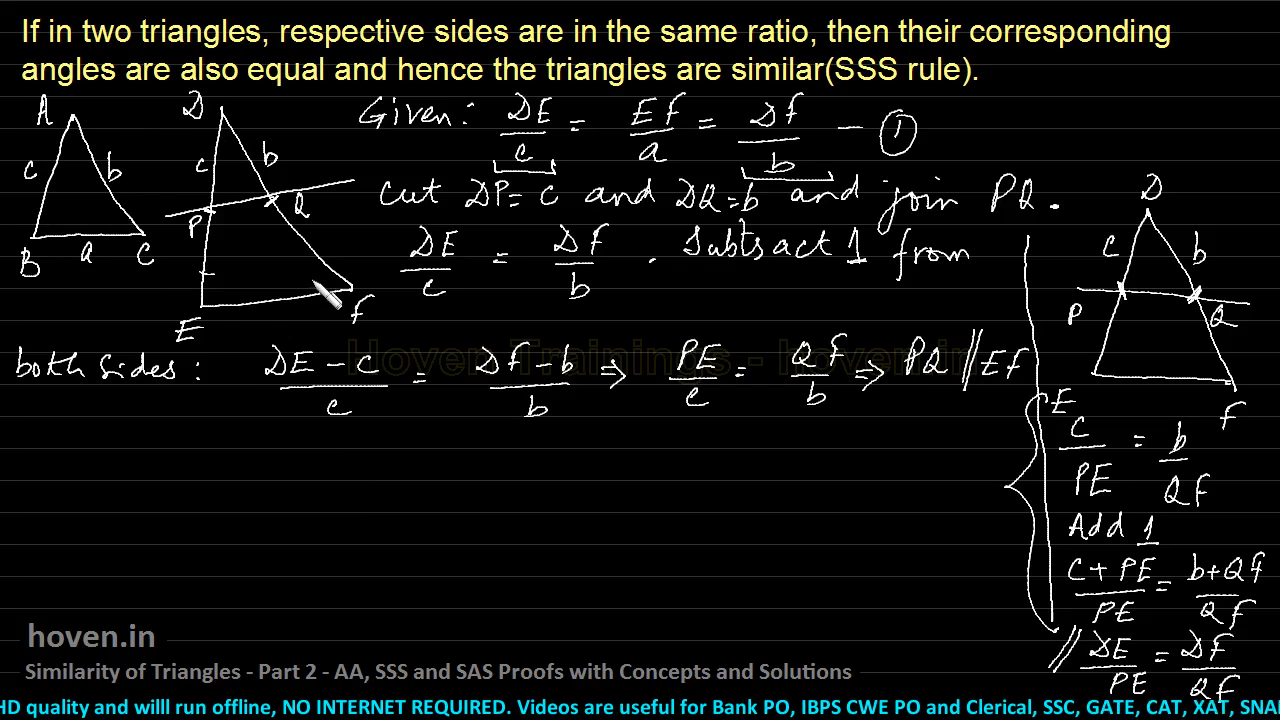 If in two triangles, respective sides are in the same ratio, then their corresponding
angles are also equal and hence the triangles are similar(SSS rule).
A
c b
B a C
D
c b
P Q
E F
Given: DE/c = EF/a = DF/b — ①
Cut DP = c and DQ = b and join PQ.
DE/c = DF/b . Subtract 1 from
both sides: DE - c/c = DF - b/b ⇒ PE/c = QF/b ⇒ PQ // EF
Hoven Trainings - hoven.in
D
c b
P Q
E F
c/PE = b/QF
Add 1
c + PE/PE = b + QF/QF
// DE/PE = DF/QF
hoven.in
Similarity of Triangles - Part 2 - AA, SSS and SAS Proofs with Concepts and Solutions
HD quality and willl run offline, NO INTERNET REQUIRED. Videos are useful for Bank PO, IBPS CWE PO and Clerical, SSC, GATE, CAT, XAT, SNA